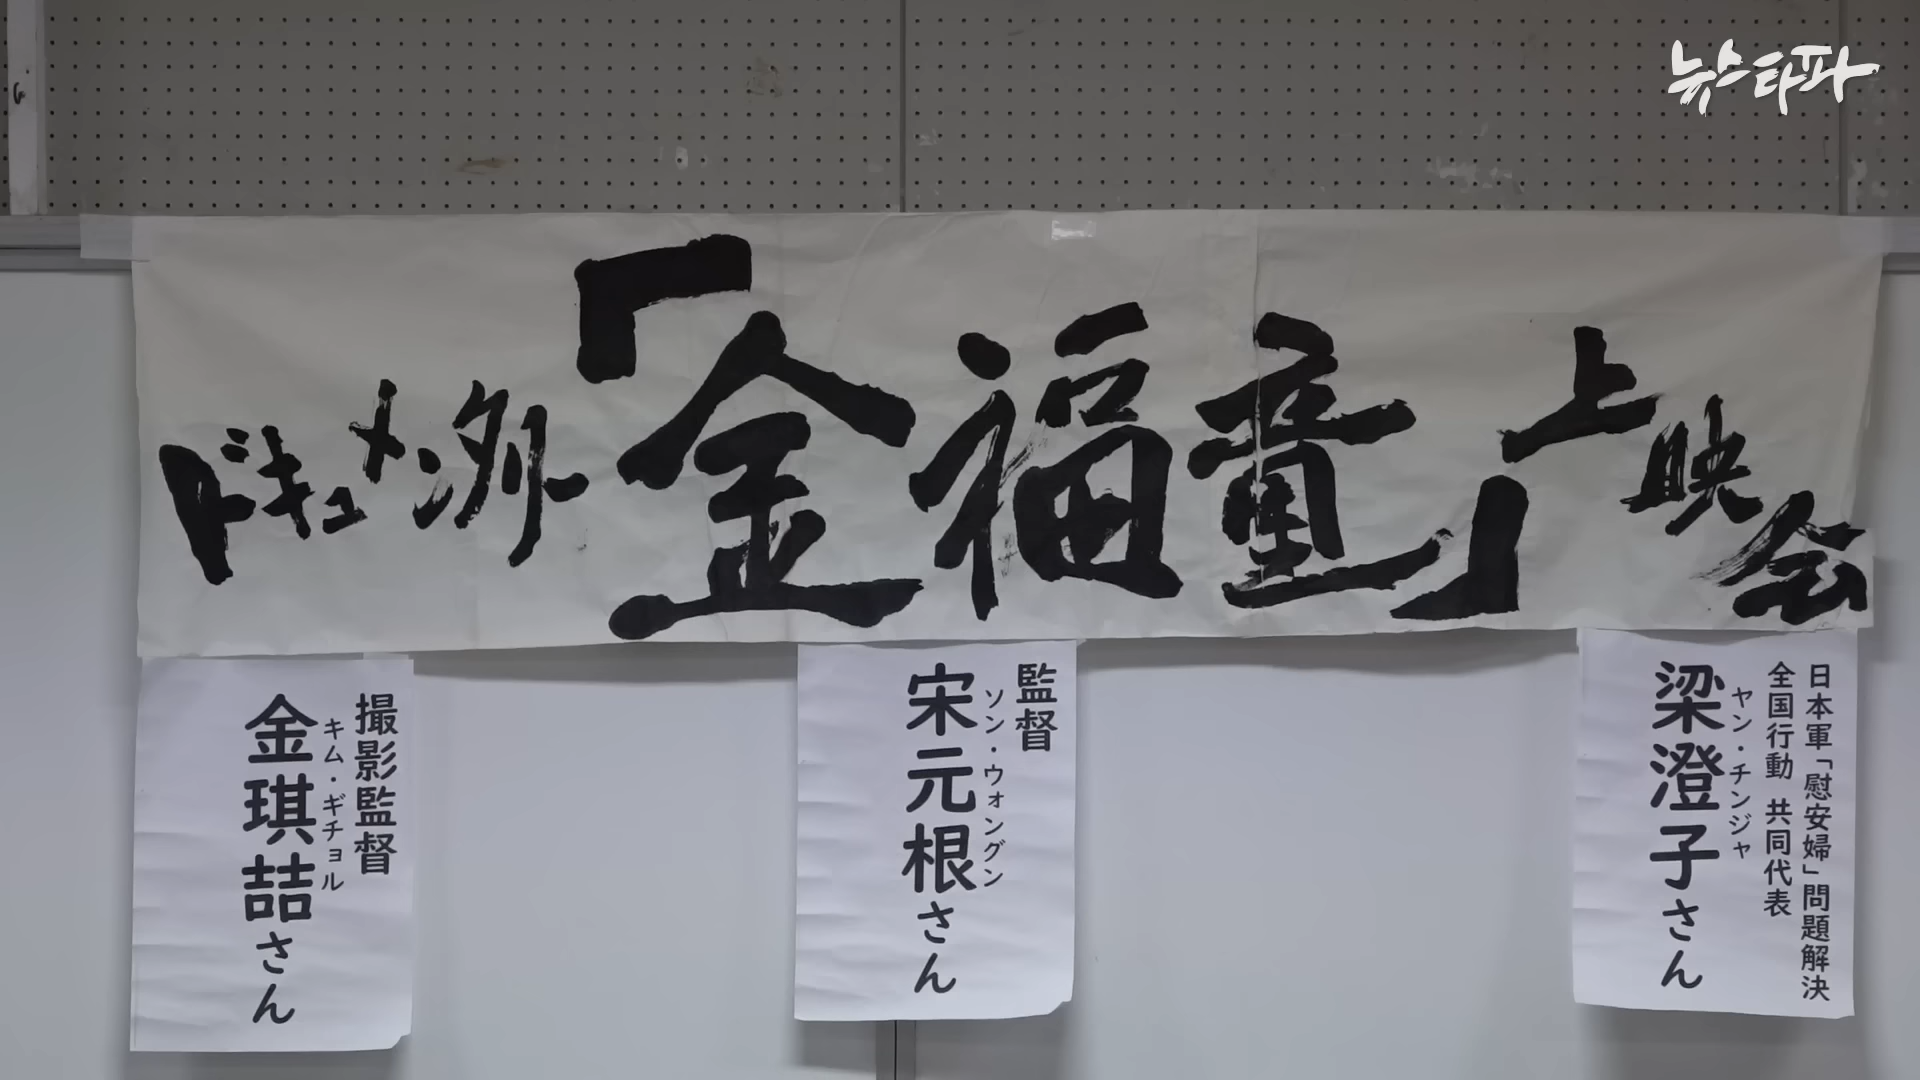 뉴스타파
ドキュメンタリー「金福童」上映会
日本軍「慰安婦」問題解決
全国行動 共同代表
ヤン・チンジャ
梁澄子さん
監督
ソン・ウォングン
宋元根さん
撮影監督
キム・ギチョル
金琪喆さん